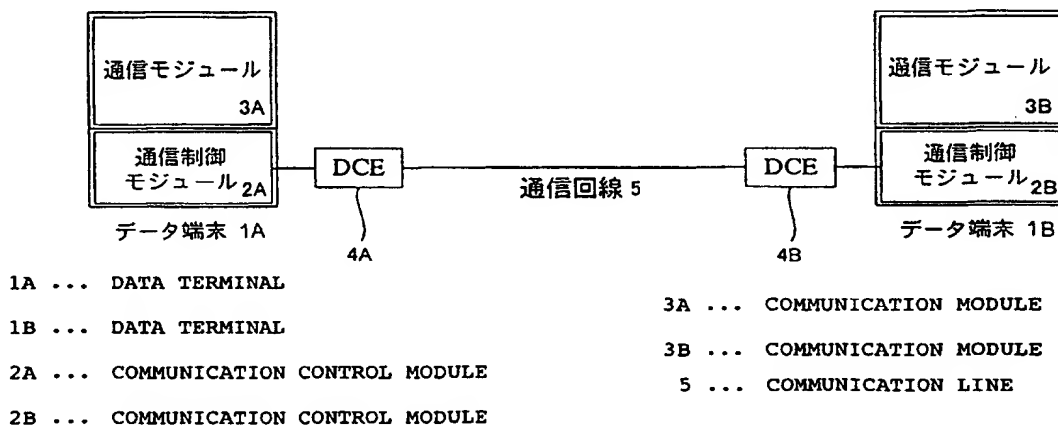 通信モジュール
3A
通信制御
モジュール 2A
データ端末 1A
DCE
4A
通信回線 5
DCE
4B
通信モジュール
3B
通信制御
モジュール 2B
データ端末 1B
1A ... DATA TERMINAL
1B ... DATA TERMINAL
2A ... COMMUNICATION CONTROL MODULE
2B ... COMMUNICATION CONTROL MODULE
3A ... COMMUNICATION MODULE
3B ... COMMUNICATION MODULE
5 ... COMMUNICATION LINE